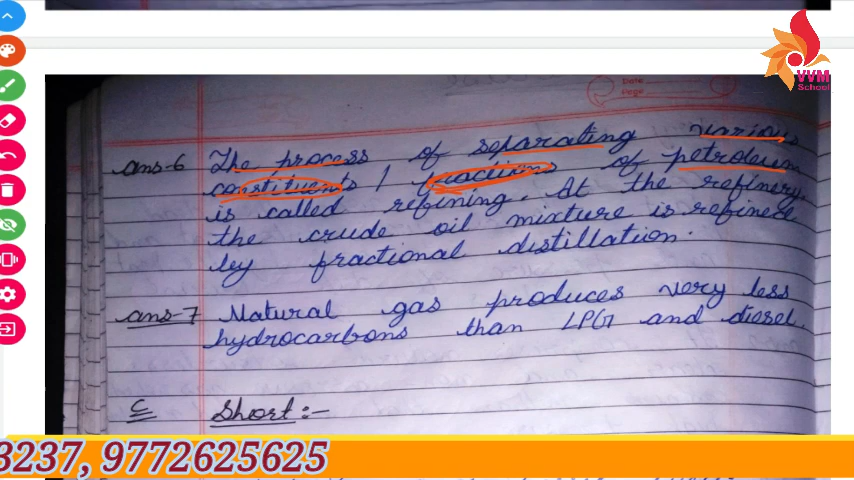 VVM
School
Date
Page
ans-6 The process of separating various
constituents / fractions of petroleum
is called refining. At the refinery,
the crude oil mixture is refined
by fractional distillation.
ans-7 Natural gas produces very less
hydrocarbons than LPG and diesel.
C Short :-
3237, 9772625625